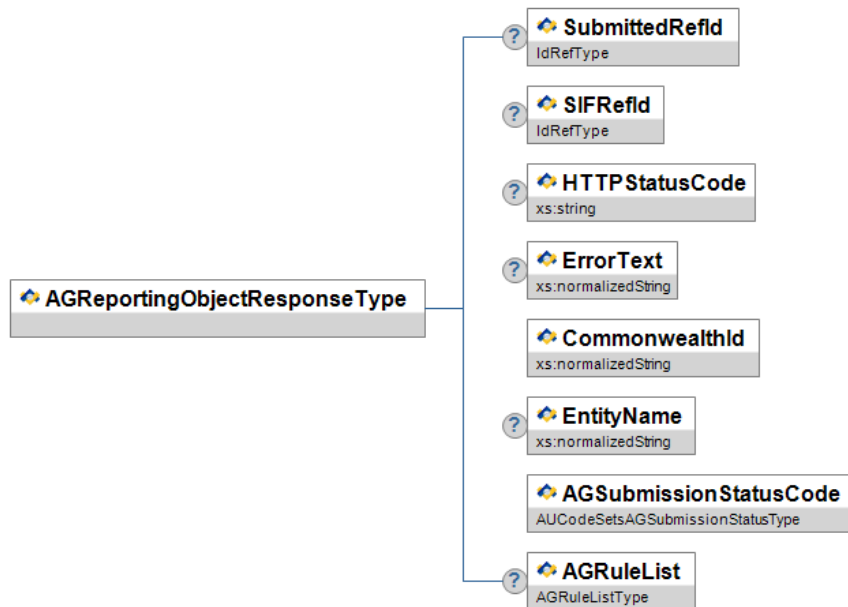 SubmittedRefId
IdRefType
?
SIFRefId
IdRefType
?
HTTPStatusCode
xs:string
?
ErrorText
xs:normalizedString
?
AGReportingObjectResponseType
CommonwealthId
xs:normalizedString
EntityName
xs:normalizedString
?
AGSubmissionStatusCode
AUCodeSetsAGSubmissionStatusType
AGRuleList
AGRuleListType
?